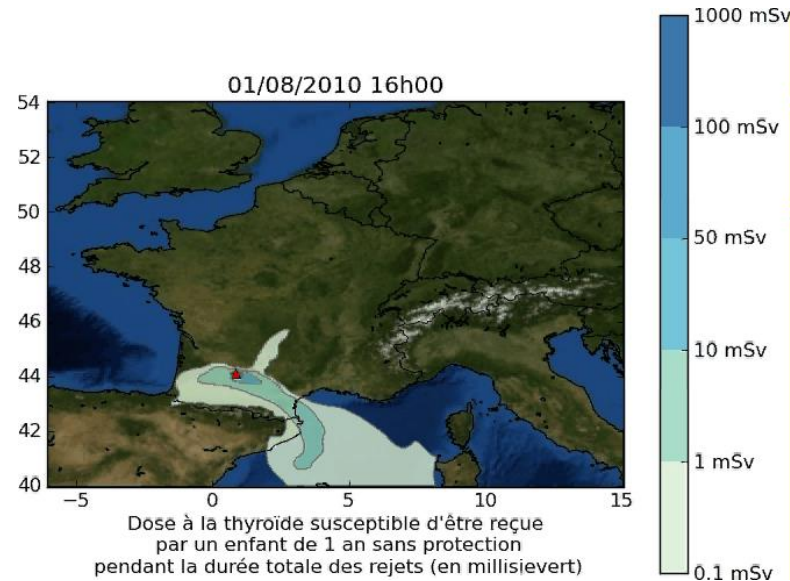 01/08/2010 16h00
54
52
50
48
46
44
42
40
−5
0
5
10
15
Dose à la thyroïde susceptible d'être reçue
par un enfant de 1 an sans protection
pendant la durée totale des rejets (en millisievert)
1000 mSv
100 mSv
50 mSv
10 mSv
1 mSv
0.1 mSv